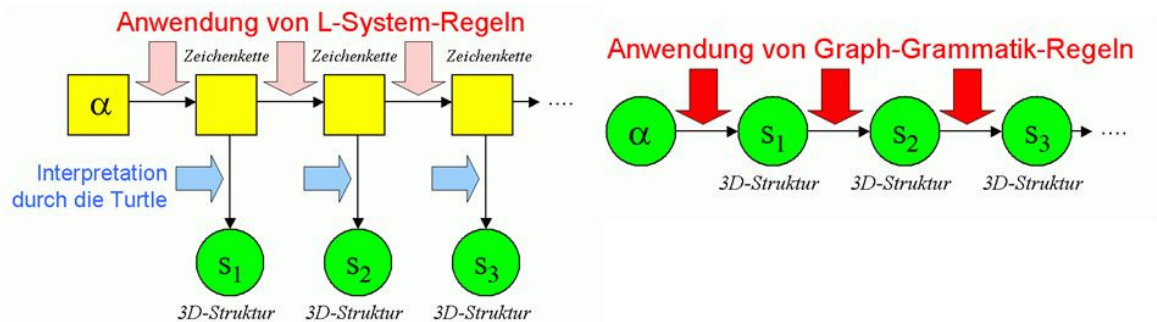 Anwendung von L-System-Regeln
Zeichenkette Zeichenkette Zeichenkette
α ....
Interpretation
durch die Turtle
S1 S2 S3
3D-Struktur 3D-Struktur 3D-Struktur
Anwendung von Graph-Grammatik-Regeln
α S1 S2 S3 ....
3D-Struktur 3D-Struktur 3D-Struktur